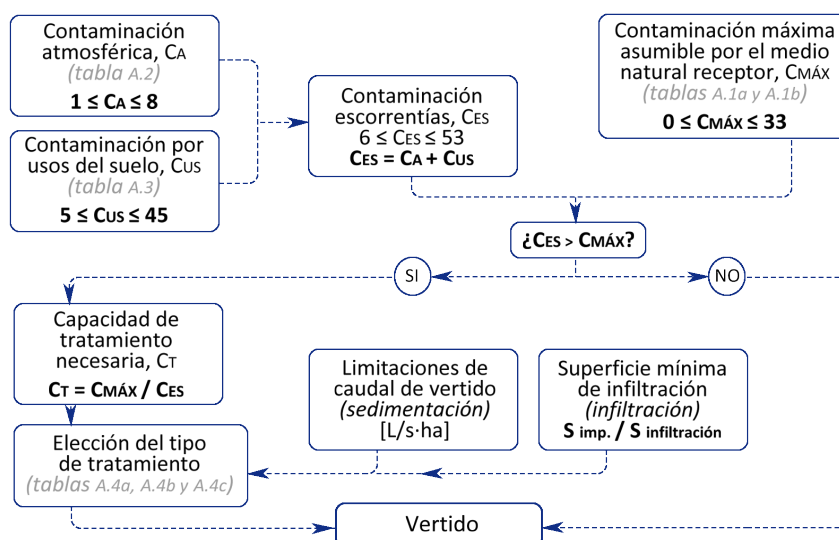 Contaminación
atmosférica, CA
(tabla A.2)
1 ≤ CA ≤ 8
Contaminación por
usos del suelo, CUS
(tabla A.3)
5 ≤ CUS ≤ 45
Contaminación
escorrentías, CES
6 ≤ CES ≤ 53
CES = CA + CUS
Contaminación máxima
asumible por el medio
natural receptor, CMÁX
(tablas A.1a y A.1b)
0 ≤ CMÁX ≤ 33
¿CES > CMÁX?
SI
NO
Capacidad de
tratamiento
necesaria, CT
CT = CMÁX / CES
Limitaciones de
caudal de vertido
(sedimentación)
[L/s·ha]
Superficie mínima
de infiltración
(infiltración)
S imp. / S infiltración
Elección del tipo
de tratamiento
(tablas A.4a, A.4b y A.4c)
Vertido